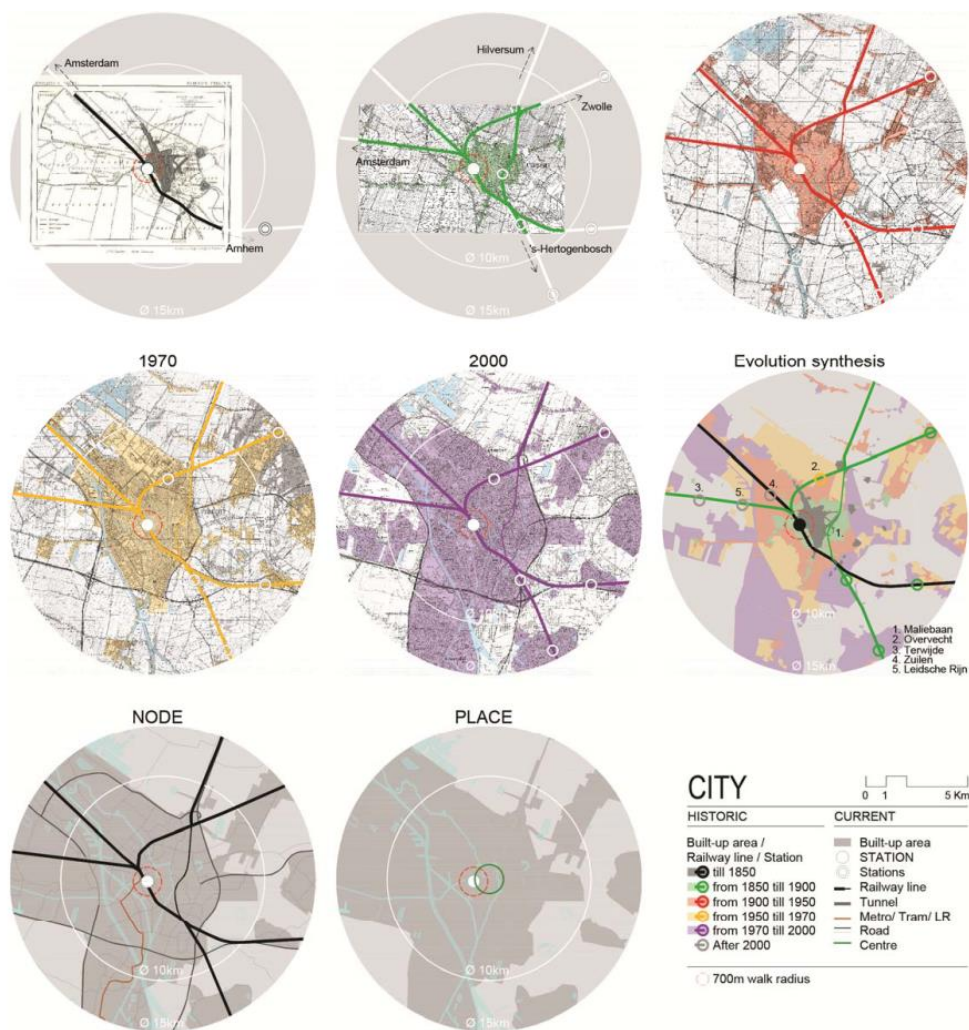 Amsterdam
Arnhem
Ø 15km
Hilversum
Zwolle
Amsterdam
's-Hertogenbosch
Ø 10km
Ø 15km
1970
2000
Evolution synthesis
Ø 15km
Ø 10km
Ø 15km
2.
3.
5.
4.
1.
Ø 10km
Ø 15km
1. Maliebaan
2. Overvecht
3. Terwijde
4. Zuilen
5. Leidsche Rijn
NODE
PLACE
Ø 10km
Ø 15km
Ø 10km
Ø 15km
CITY
0 1 5 Km
HISTORIC
CURRENT
Built-up area /
Railway line / Station
till 1850
from 1850 till 1900
from 1900 till 1950
from 1950 till 1970
from 1970 till 2000
After 2000
700m walk radius
Built-up area
STATION
Stations
Railway line
Tunnel
Metro/ Tram/ LR
Road
Centre